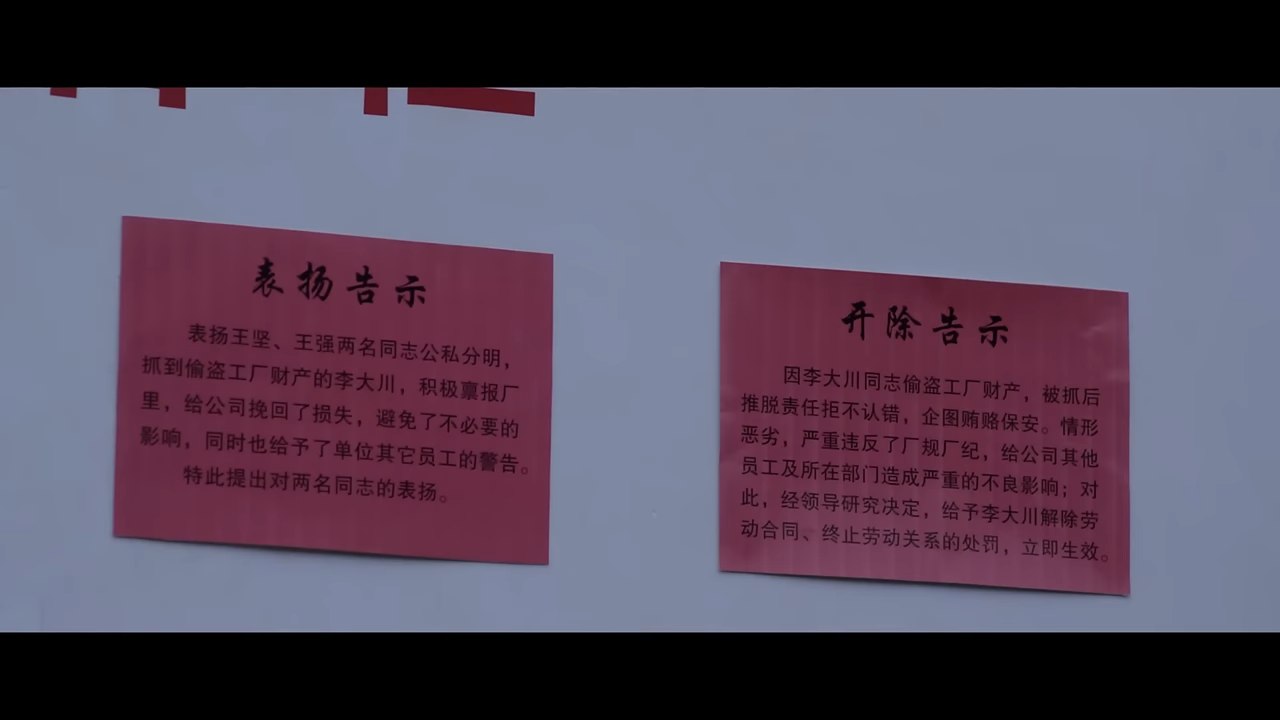 表扬告示
表扬王坚、王强两名同志公私分明，
抓到偷盗工厂财产的李大川，积极禀报厂
里，给公司挽回了损失，避免了不必要的
影响，同时也给予了单位其它员工的警告。
特此提出对两名同志的表扬。
开除告示
因李大川同志偷盗工厂财产，被抓后
推脱责任拒不认错，企图贿赂保安。情形
恶劣，严重违反了厂规厂纪，给公司其他
员工及所在部门造成严重的不良影响；对
此，经领导研究决定，给予李大川解除劳
动合同、终止劳动关系的处罚，立即生效。